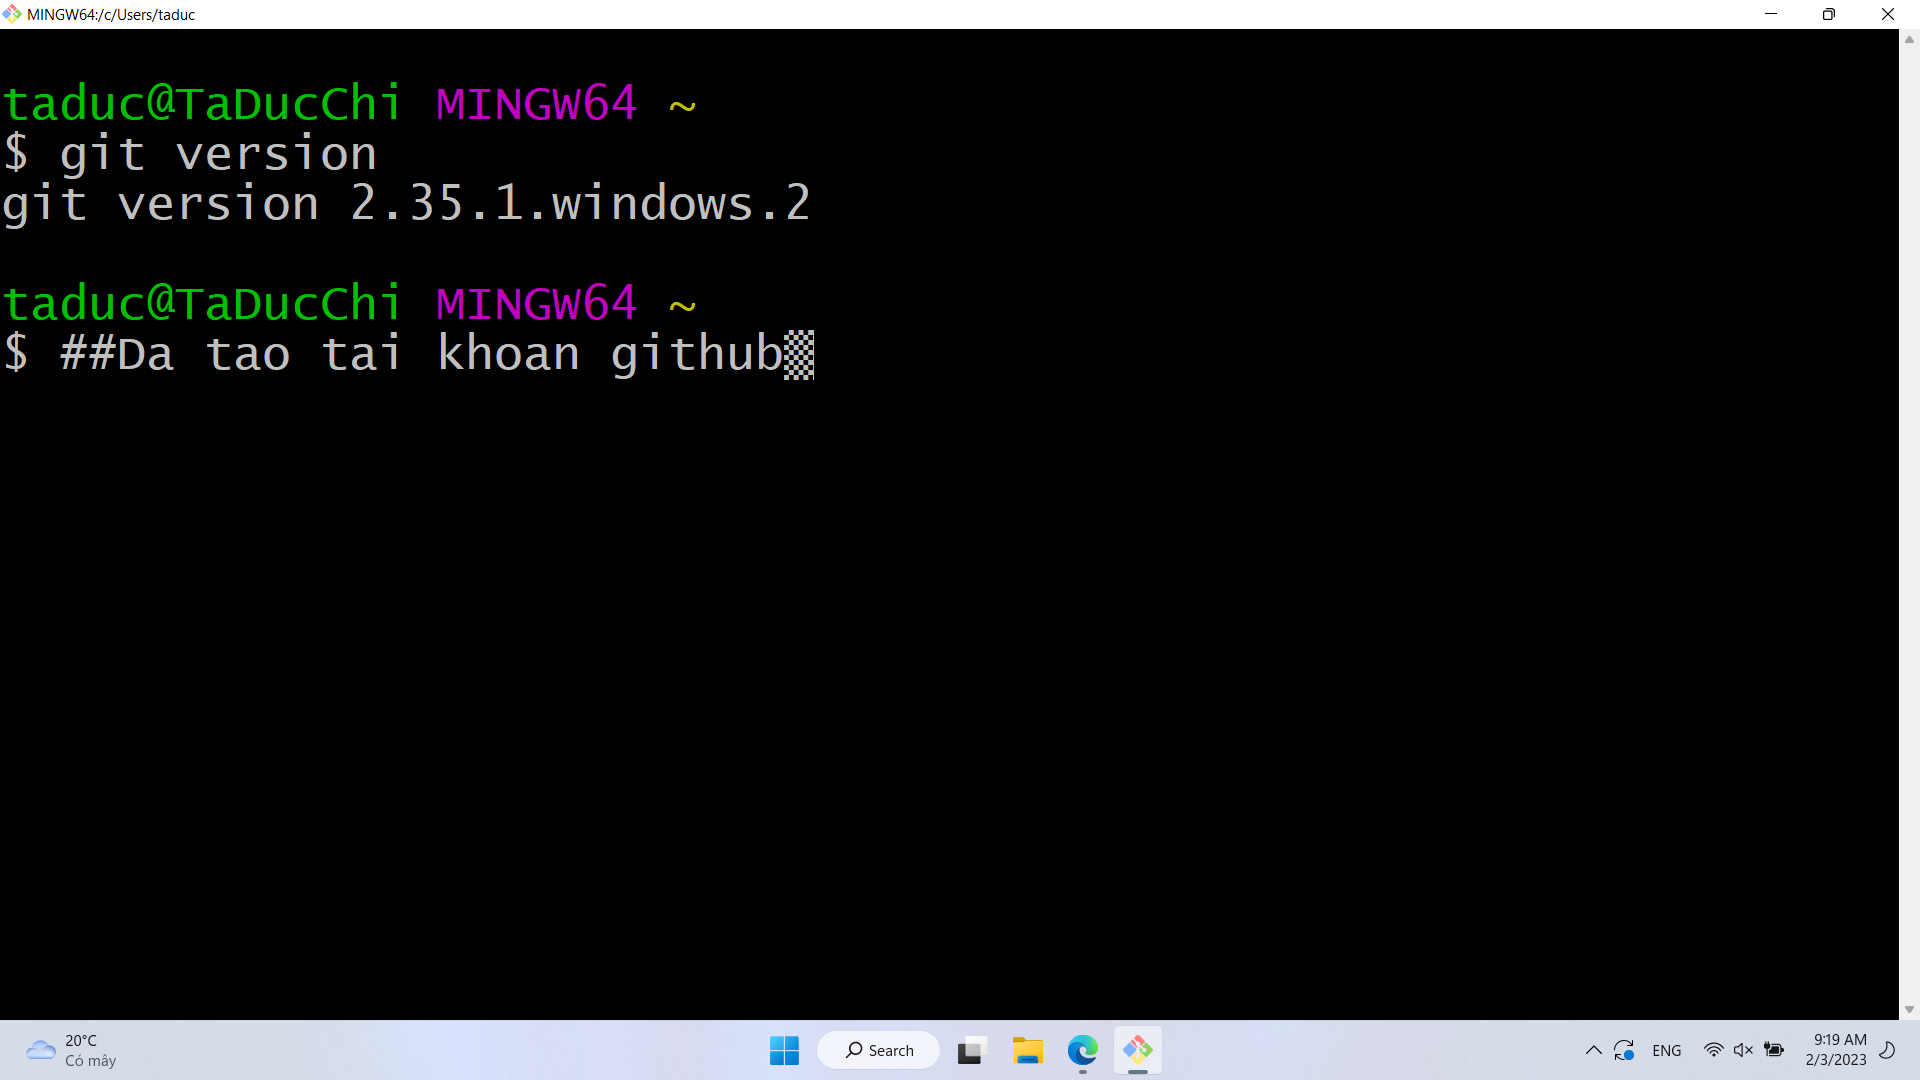 MINGW64:/c/Users/taduc
taduc@TaDucChi MINGW64 ~
$ git version
git version 2.35.1.windows.2
taduc@TaDucChi MINGW64 ~
$ ##Da tao tai khoan github
20°C
Có mây
Search
ENG
9:19 AM
2/3/2023